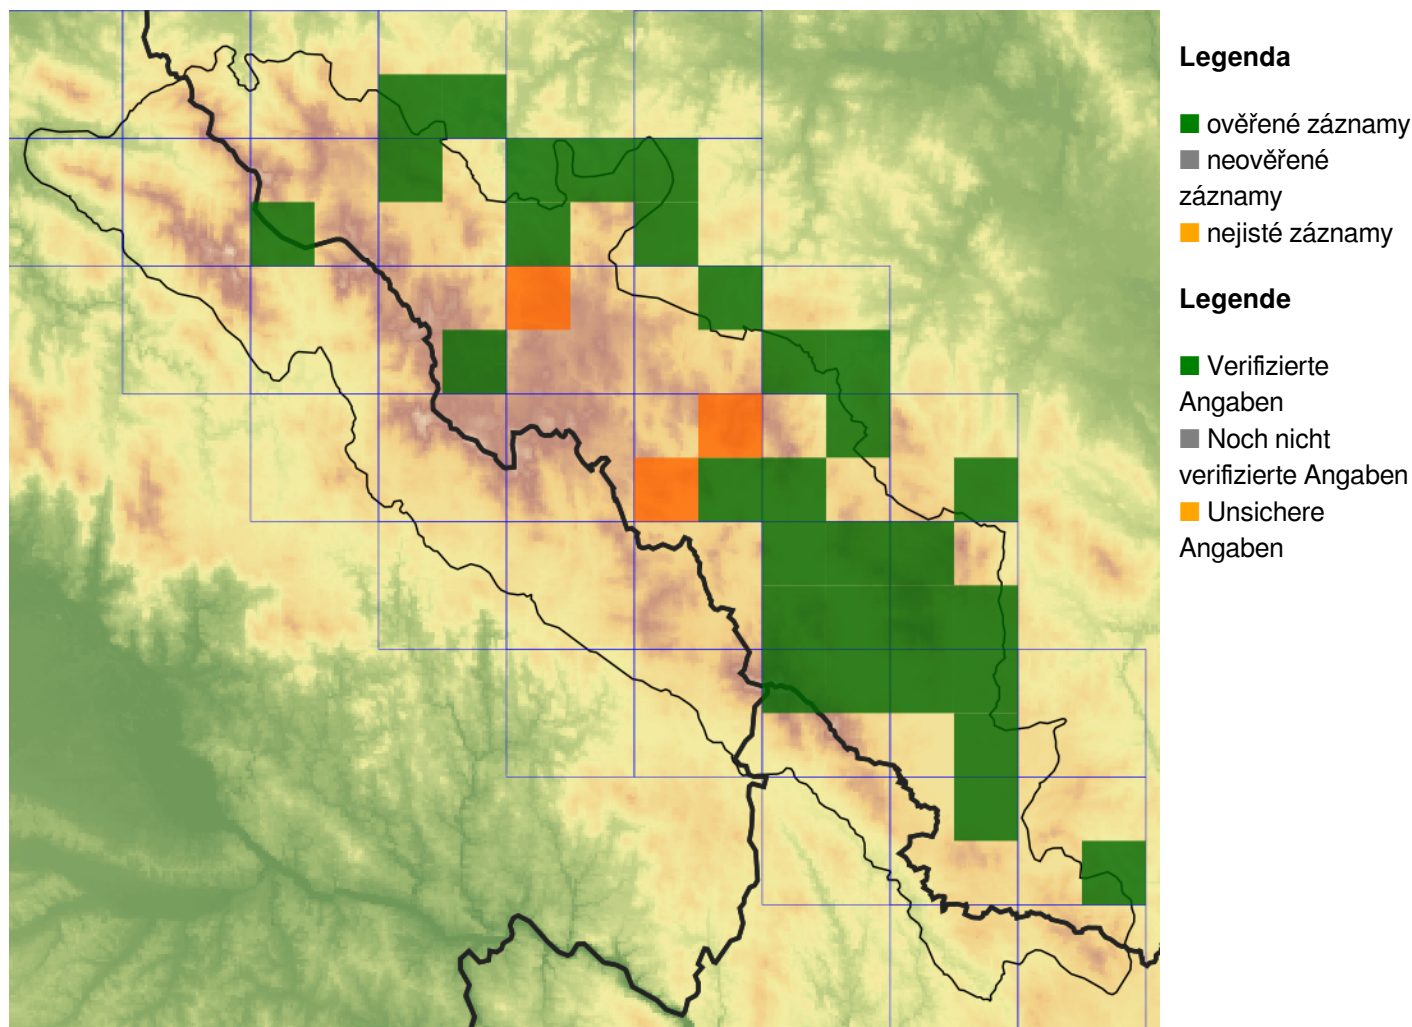 Legenda
ověřené záznamy
neověřené
záznamy
nejisté záznamy
Legende
Verifizierte
Angaben
Noch nicht
verifizierte Angaben
Unsichere
Angaben